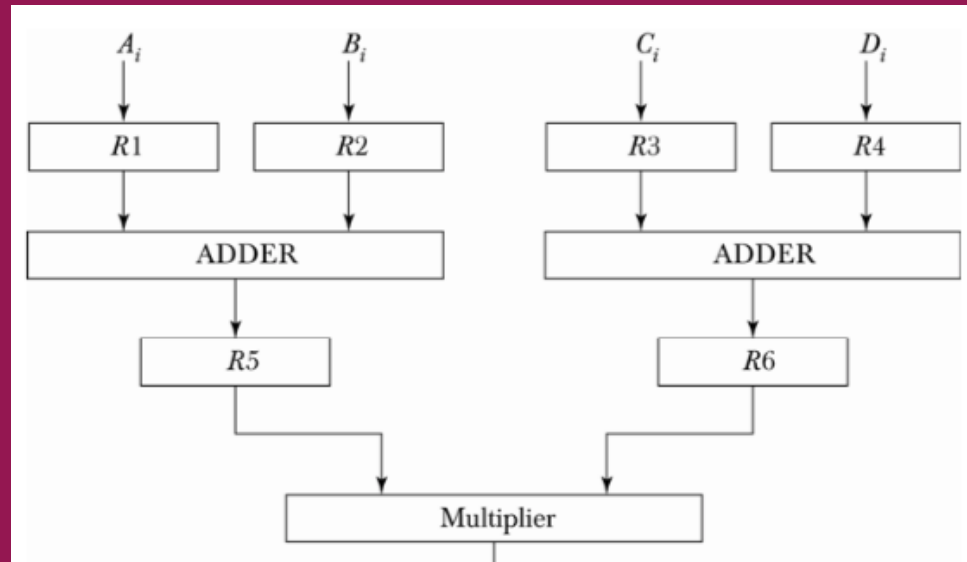 A_i B_i C_i D_i
R1 R2 R3 R4
ADDER ADDER
R5 R6
Multiplier